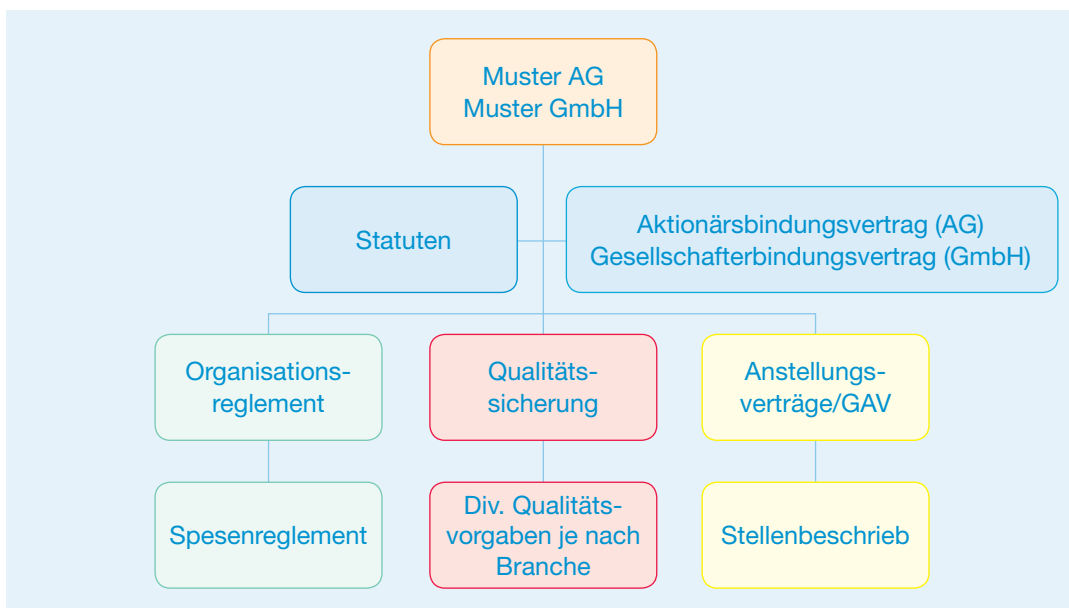 Muster AG
Muster GmbH
Statuten
Aktionärsbindungsvertrag (AG)
Gesellschafterbindungsvertrag (GmbH)
Organisations-
reglement
Qualitäts-
sicherung
Anstellungs-
verträge/GAV
Spesenreglement
Div. Qualitäts-
vorgaben je nach
Branche
Stellenbeschrieb